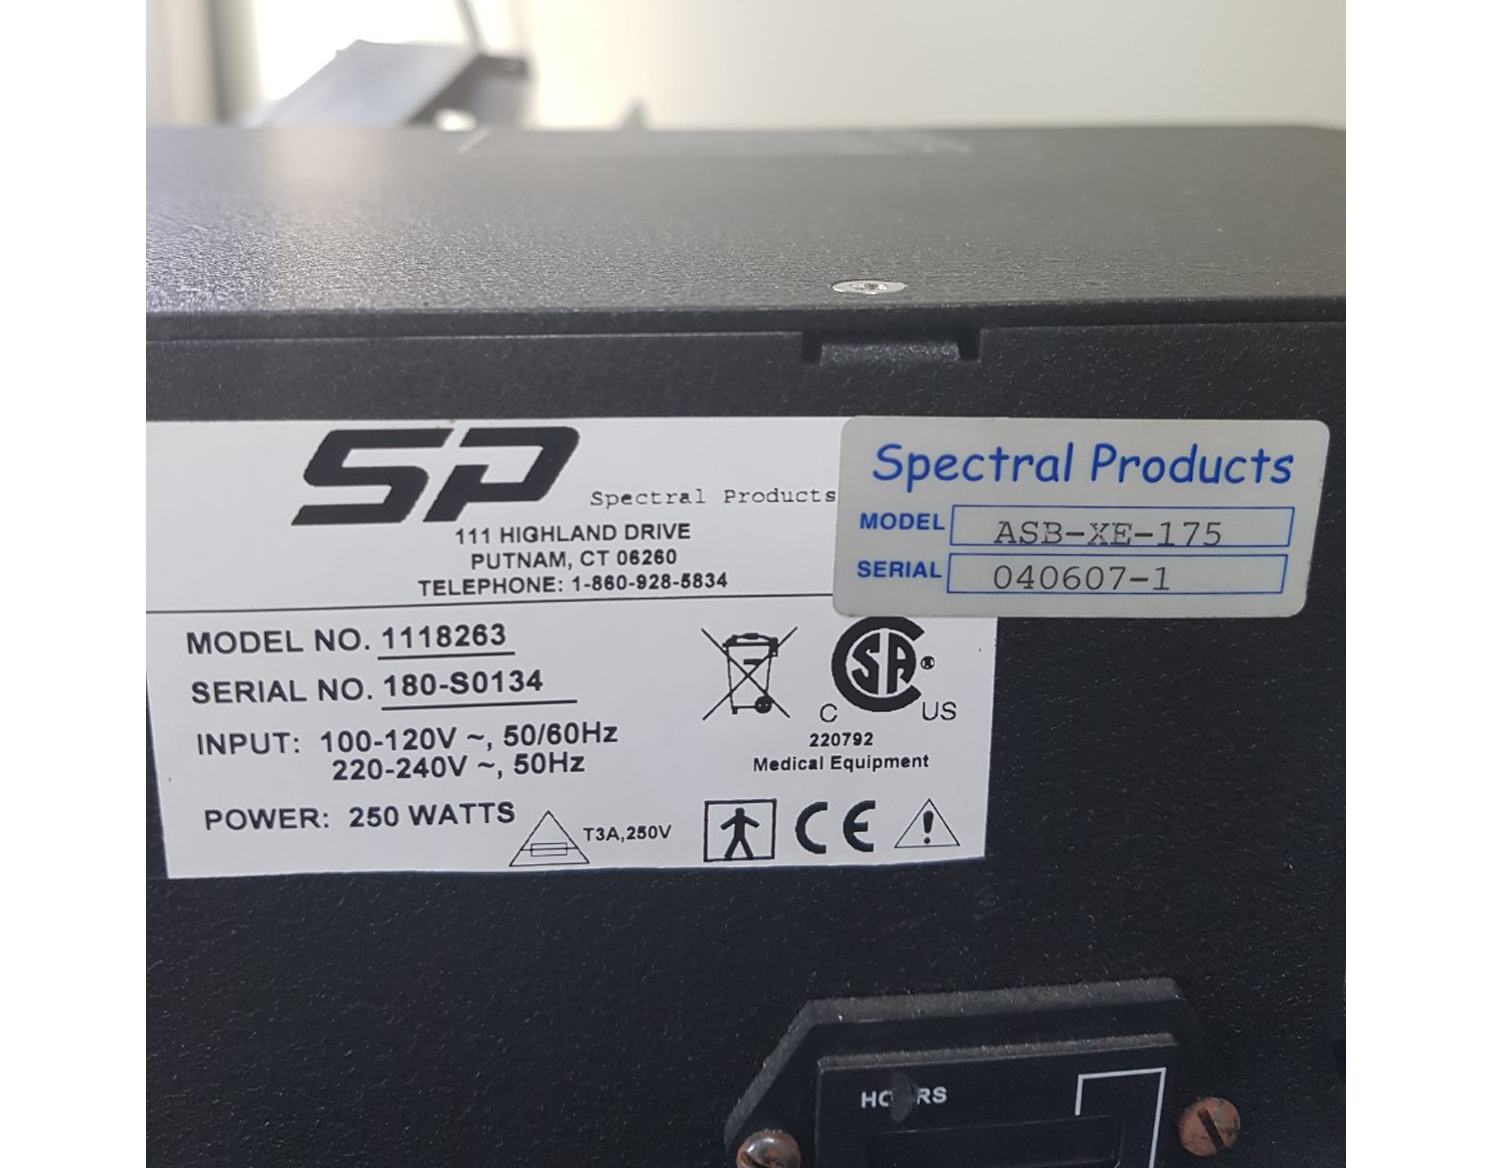 SP Spectral Products
111 HIGHLAND DRIVE
PUTNAM, CT 06260
TELEPHONE: 1-860-928-5834
Spectral Products
MODEL ASB-XE-175
SERIAL 040607-1
MODEL NO. 1118263
SERIAL NO. 180-S0134
INPUT: 100-120V ~, 50/60Hz
220-240V ~, 50Hz
POWER: 250 WATTS
T3A,250V
CSA®
C US
220792
Medical Equipment
CE